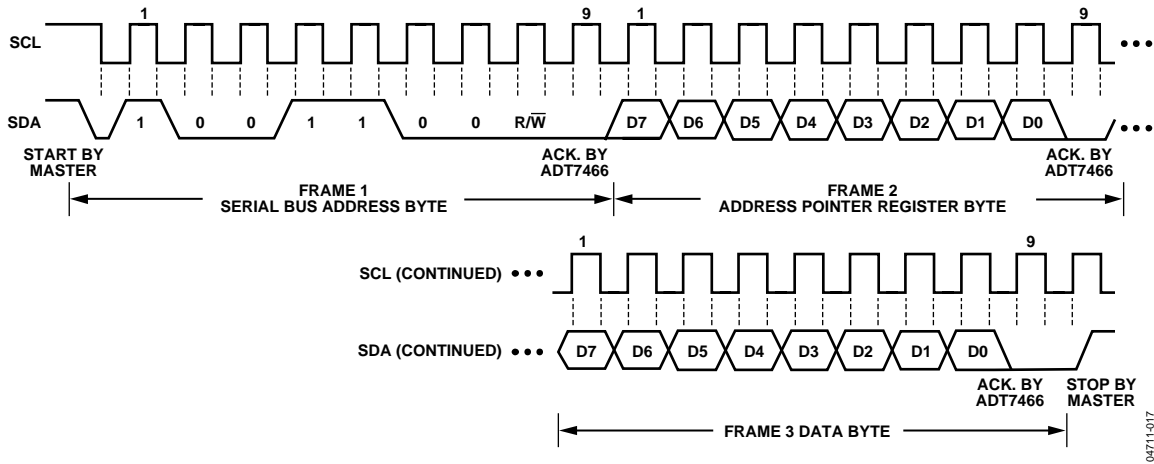 1 9 1 9
SCL
SDA 1 0 0 1 1 0 0 R/W̅ D7 D6 D5 D4 D3 D2 D1 D0
START BY
MASTER
ACK. BY
ADT7466
ACK. BY
ADT7466
FRAME 1
SERIAL BUS ADDRESS BYTE
FRAME 2
ADDRESS POINTER REGISTER BYTE
1 9
SCL (CONTINUED)
SDA (CONTINUED) D7 D6 D5 D4 D3 D2 D1 D0
ACK. BY
ADT7466
STOP BY
MASTER
FRAME 3 DATA BYTE
04711-017